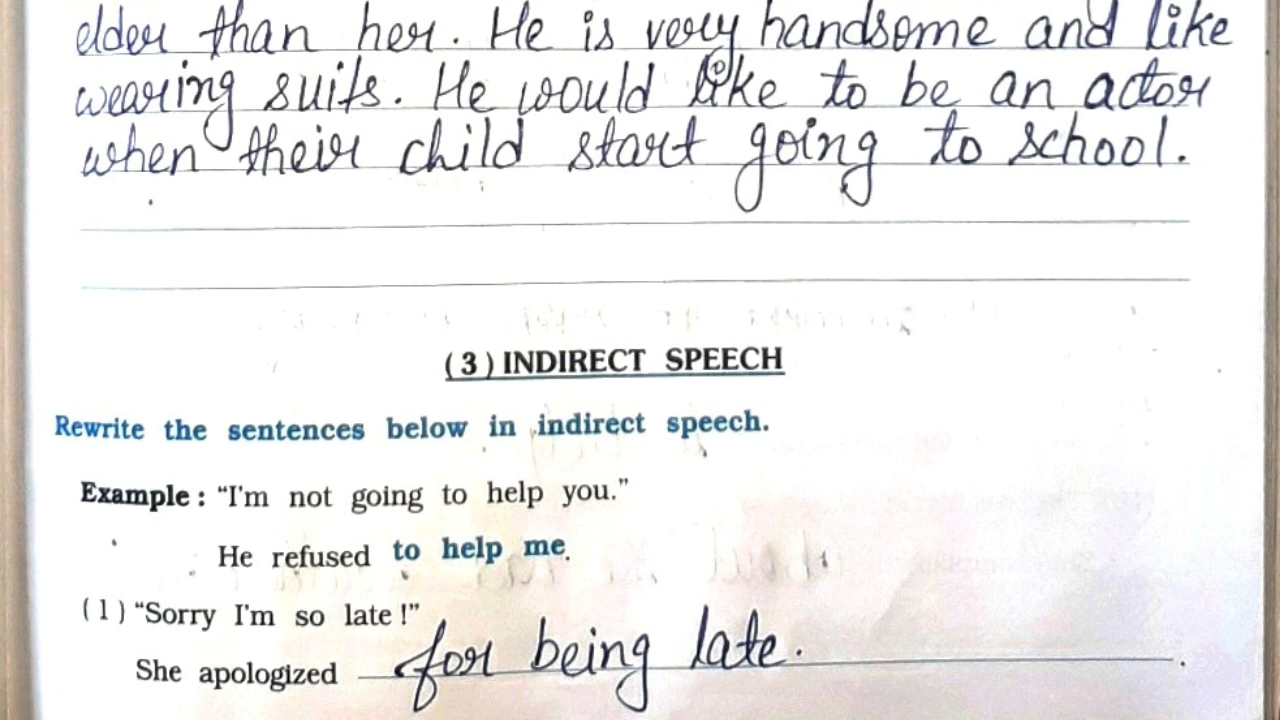 elder than her. He is very handsome and like
wearing suits. He would like to be an actor
when their child start going to school.
(3) INDIRECT SPEECH
Rewrite the sentences below in indirect speech.
Example : "I'm not going to help you."
He refused to help me.
(1) "Sorry I'm so late!"
She apologized for being late. .